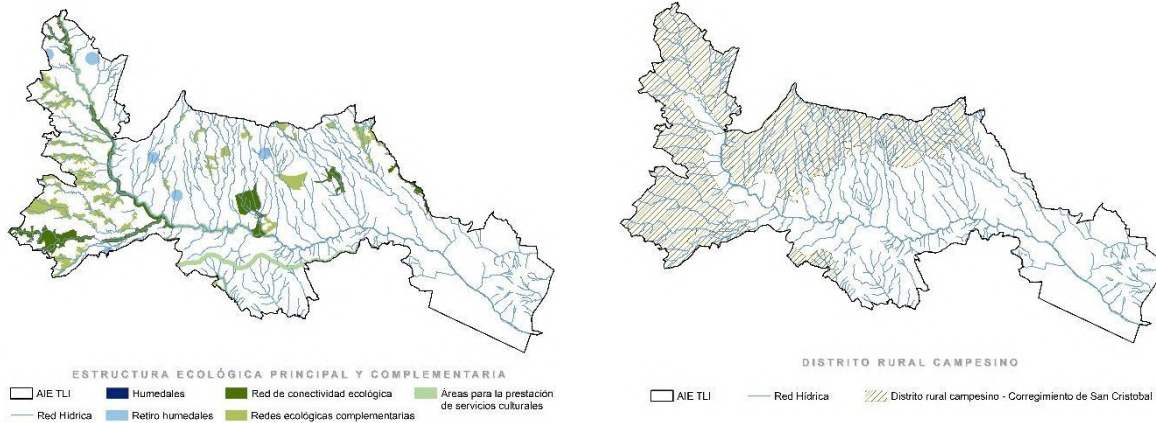 ESTRUCTURA ECOLÓGICA PRINCIPAL Y COMPLEMENTARIA
AIE TLI
Humedales
Red de conectividad ecológica
Áreas para la prestación
de servicios culturales
Red Hídrica
Retiro humedales
Redes ecológicas complementarias
DISTRITO RURAL CAMPESINO
AIE TLI
Red Hídrica
Distrito rural campesino - Corregimiento de San Cristobal